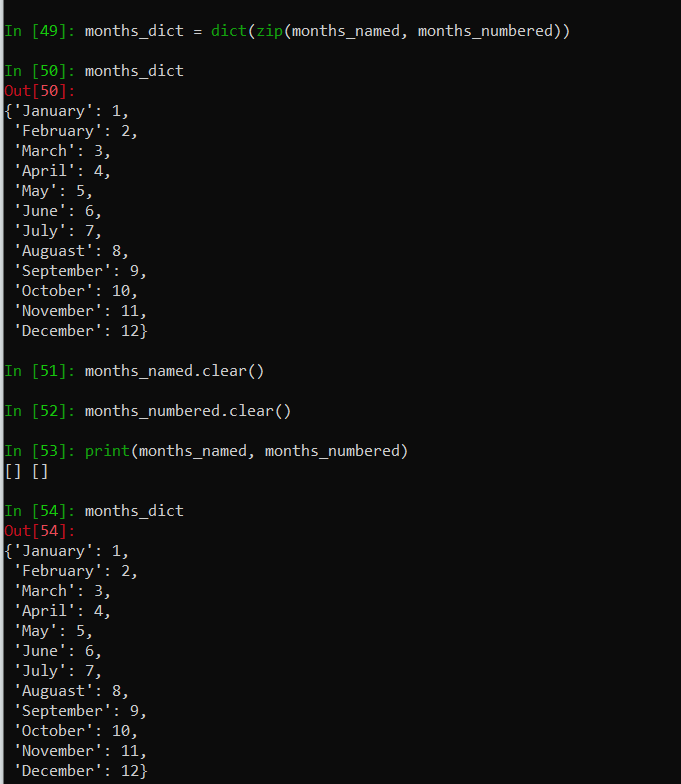 In [49]: months_dict = dict(zip(months_named, months_numbered))
In [50]: months_dict
Out[50]:
{'January': 1,
'February': 2,
'March': 3,
'April': 4,
'May': 5,
'June': 6,
'July': 7,
'Auguast': 8,
'September': 9,
'October': 10,
'November': 11,
'December': 12}
In [51]: months_named.clear()
In [52]: months_numbered.clear()
In [53]: print(months_named, months_numbered)
[] []
In [54]: months_dict
Out[54]:
{'January': 1,
'February': 2,
'March': 3,
'April': 4,
'May': 5,
'June': 6,
'July': 7,
'Auguast': 8,
'September': 9,
'October': 10,
'November': 11,
'December': 12}